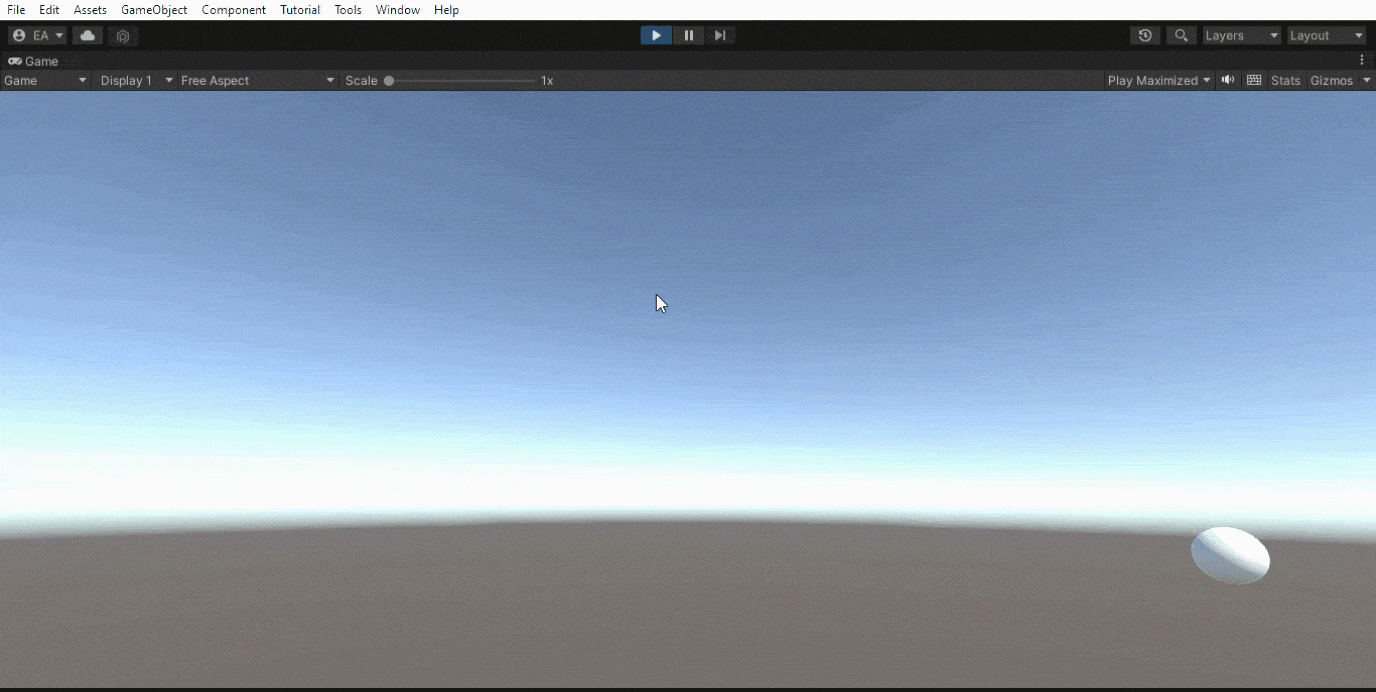 File Edit Assets GameObject Component Tutorial Tools Window Help
EA Layers Layout
Game
Game Display 1 Free Aspect Scale 1x Play Maximized Stats Gizmos